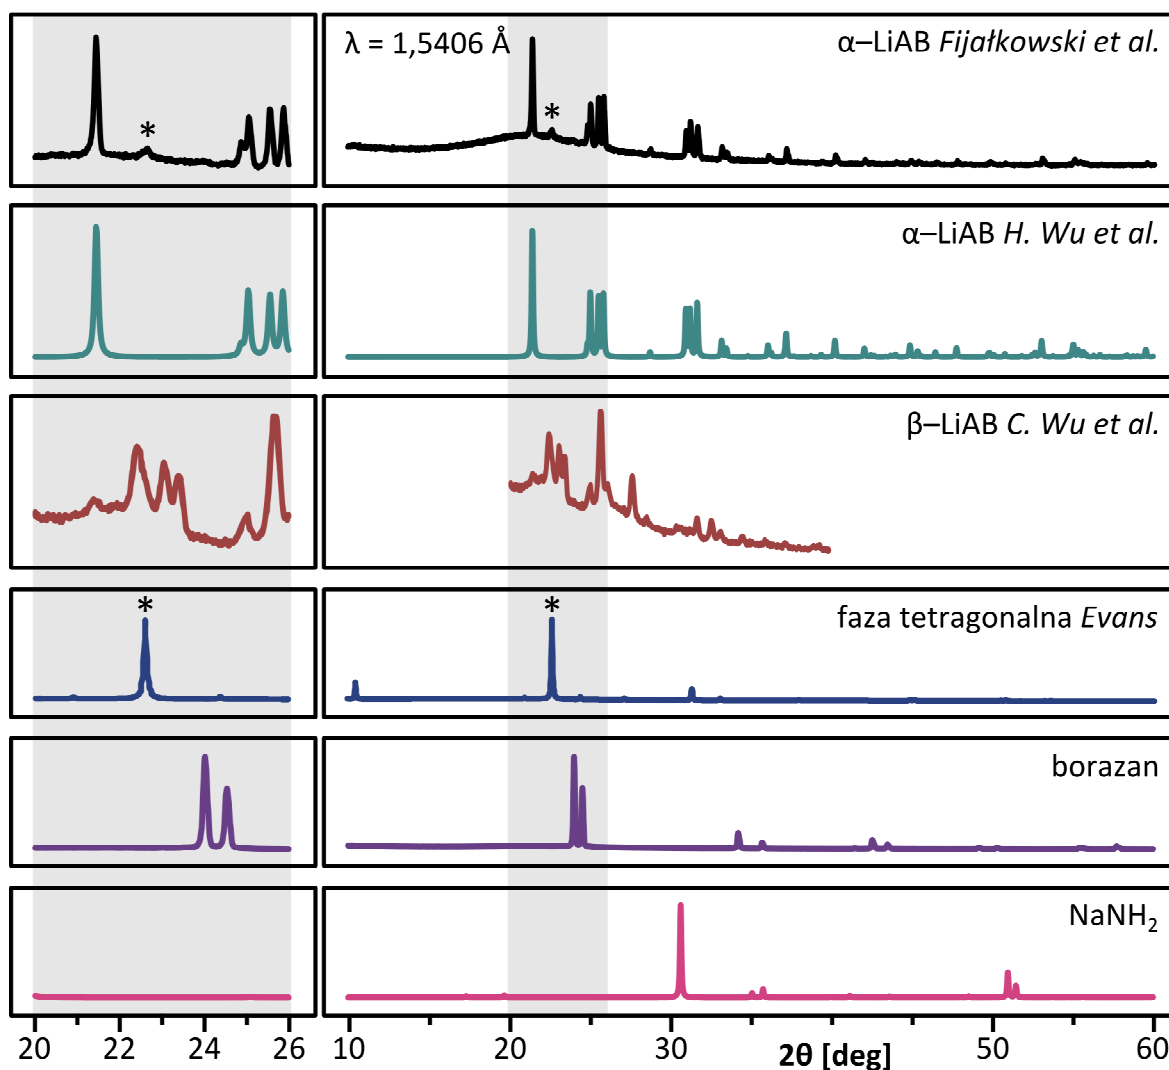 λ = 1,5406 Å
α–LiAB Fijałkowski et al.
*
*
α–LiAB H. Wu et al.
β–LiAB C. Wu et al.
faza tetragonalna Evans
*
*
borazan
NaNH₂
20 22 24 26 10 20 30 50 60
2θ [deg]